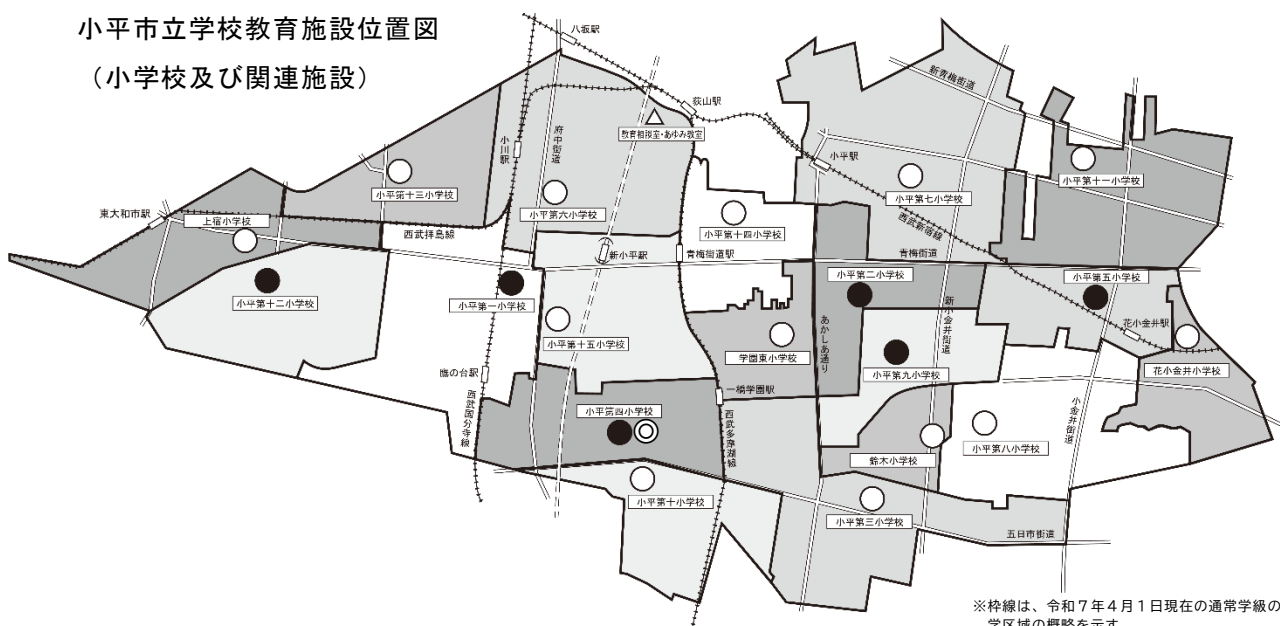 小平市立学校教育施設位置図
（小学校及び関連施設）
八坂駅
新青梅街道
荻山駅
教育相談室・あゆみ教室
府中街道
小川駅
小平駅
小平第十一小学校
小平第十三小学校
小平第六小学校
小平第七小学校
東大和市駅
上宿小学校
小平第十四小学校
西武新宿線
西武拝島線
新小平駅
青梅街道駅
青梅街道
小平第十二小学校
小平第一小学校
小平第二小学校
小平第五小学校
新小金井街道
あかしあ通り
花小金井駅
小平第十五小学校
学園東小学校
小平第九小学校
花小金井小学校
鷹の台駅
西武国分寺線
一橋学園駅
小平第四小学校
西武多摩湖線
小金井街道
小平第八小学校
鈴木小学校
小平第十小学校
小平第三小学校
五日市街道
※枠線は、令和７年４月１日現在の通常学級の
学区域の概略を示す